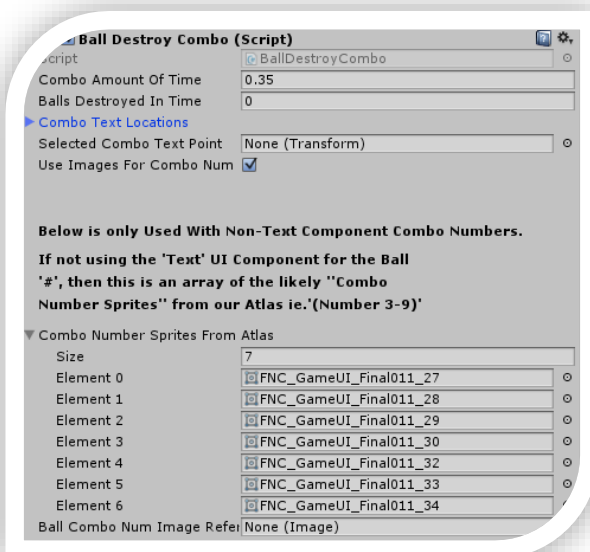 Ball Destroy Combo (Script)
Script BallDestroyCombo
Combo Amount Of Time 0.35
Balls Destroyed In Time 0
Combo Text Locations
Selected Combo Text Point None (Transform)
Use Images For Combo Num
Below is only Used With Non-Text Component Combo Numbers.
If not using the 'Text' UI Component for the Ball
'#', then this is an array of the likely ''Combo
Number Sprites'' from our Atlas ie.'(Number 3-9)'
Combo Number Sprites From Atlas
Size 7
Element 0 FNC_GameUI_Final011_27
Element 1 FNC_GameUI_Final011_28
Element 2 FNC_GameUI_Final011_29
Element 3 FNC_GameUI_Final011_30
Element 4 FNC_GameUI_Final011_32
Element 5 FNC_GameUI_Final011_33
Element 6 FNC_GameUI_Final011_34
Ball Combo Num Image Refer None (Image)